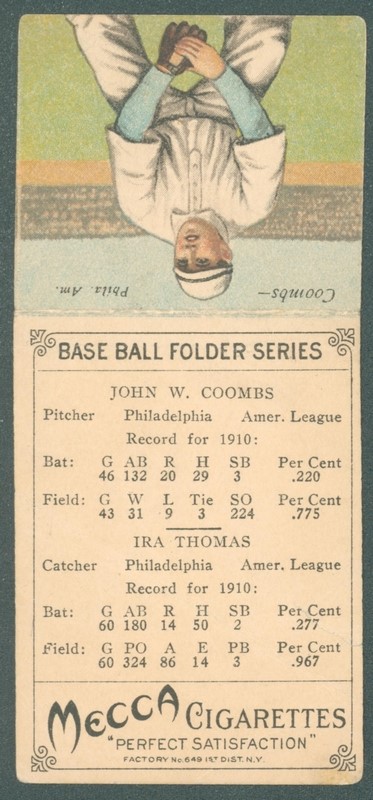 Coombs—
Phila. Am.
BASE BALL FOLDER SERIES
JOHN W. COOMBS
Pitcher Philadelphia Amer. League
Record for 1910:
Bat: G AB R H SB Per Cent
46 132 20 29 3 .220
Field: G W L Tie SO Per Cent
43 31 9 3 224 .775
IRA THOMAS
Catcher Philadelphia Amer. League
Record for 1910:
Bat: G AB R H SB Per Cent
60 180 14 50 2 .277
Field: G PO A E PB Per Cent
60 324 86 14 3 .967
MECCA CIGARETTES
"PERFECT SATISFACTION"
FACTORY No. 649 1ST DIST. N.Y.